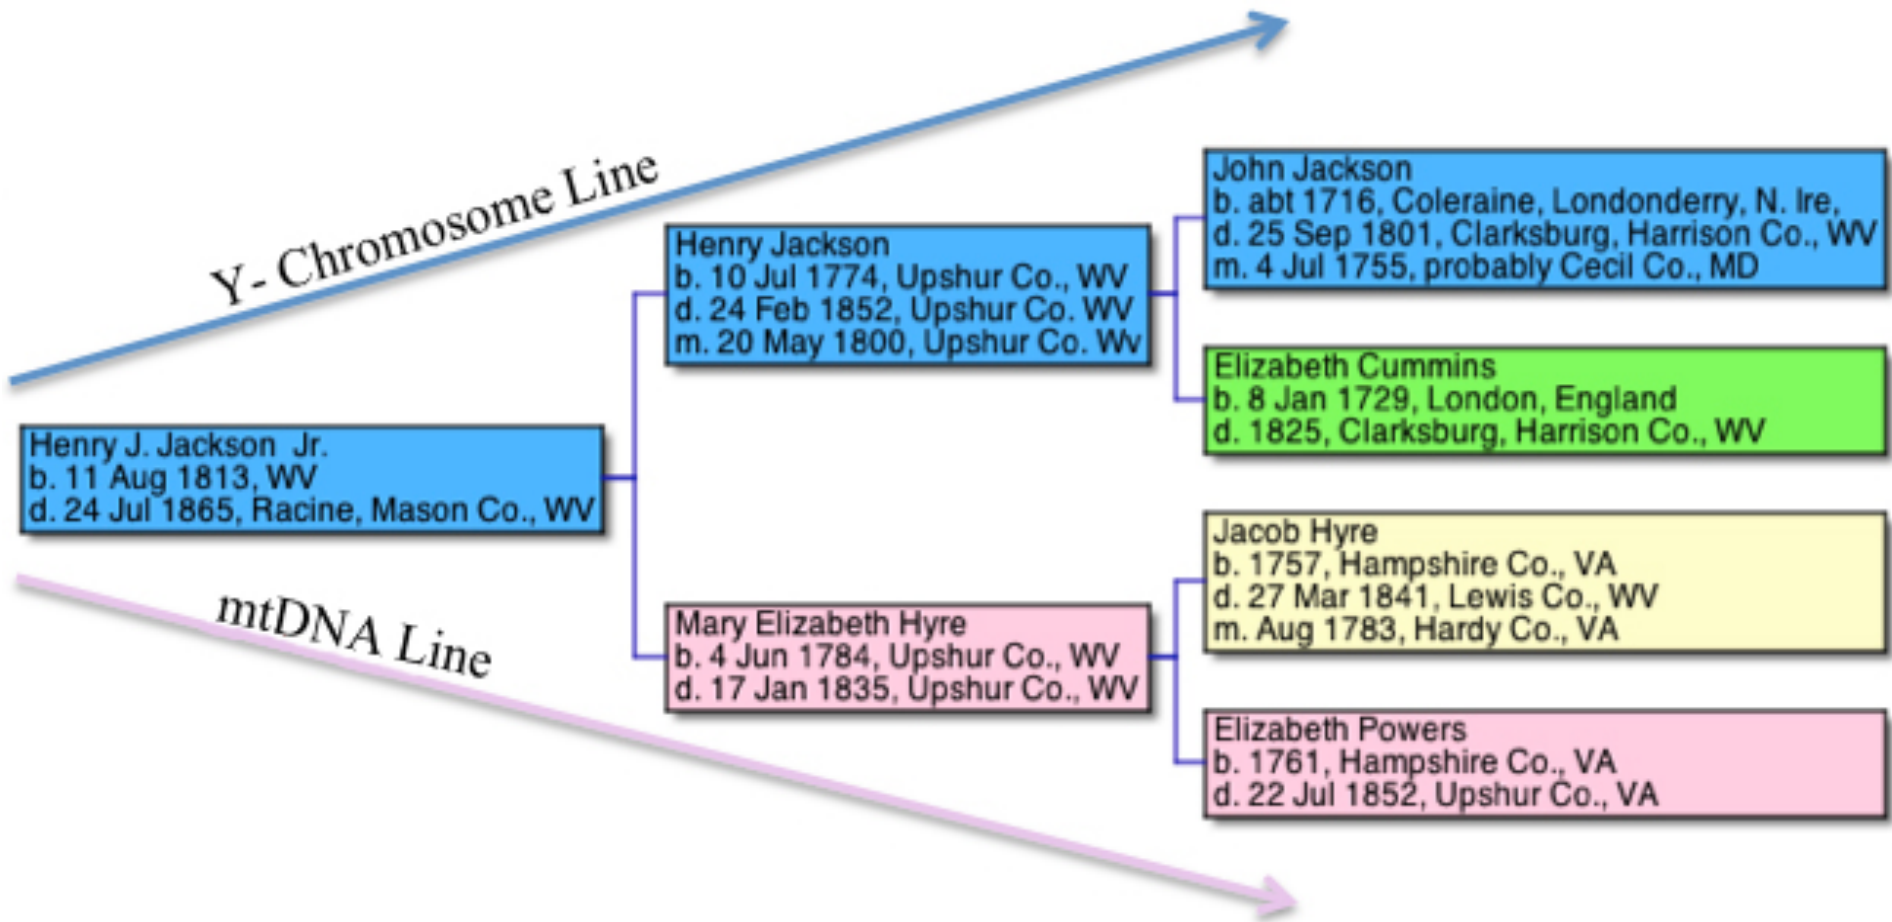 Y- Chromosome Line
John Jackson
b. abt 1716, Coleraine, Londonderry, N. Ire,
d. 25 Sep 1801, Clarksburg, Harrison Co., WV
m. 4 Jul 1755, probably Cecil Co., MD
Henry Jackson
b. 10 Jul 1774, Upshur Co., WV
d. 24 Feb 1852, Upshur Co. WV
m. 20 May 1800, Upshur Co. Wv
Elizabeth Cummins
b. 8 Jan 1729, London, England
d. 1825, Clarksburg, Harrison Co., WV
Henry J. Jackson Jr.
b. 11 Aug 1813, WV
d. 24 Jul 1865, Racine, Mason Co., WV
Jacob Hyre
b. 1757, Hampshire Co., VA
d. 27 Mar 1841, Lewis Co., WV
m. Aug 1783, Hardy Co., VA
mtDNA Line
Mary Elizabeth Hyre
b. 4 Jun 1784, Upshur Co., WV
d. 17 Jan 1835, Upshur Co., WV
Elizabeth Powers
b. 1761, Hampshire Co., VA
d. 22 Jul 1852, Upshur Co., VA